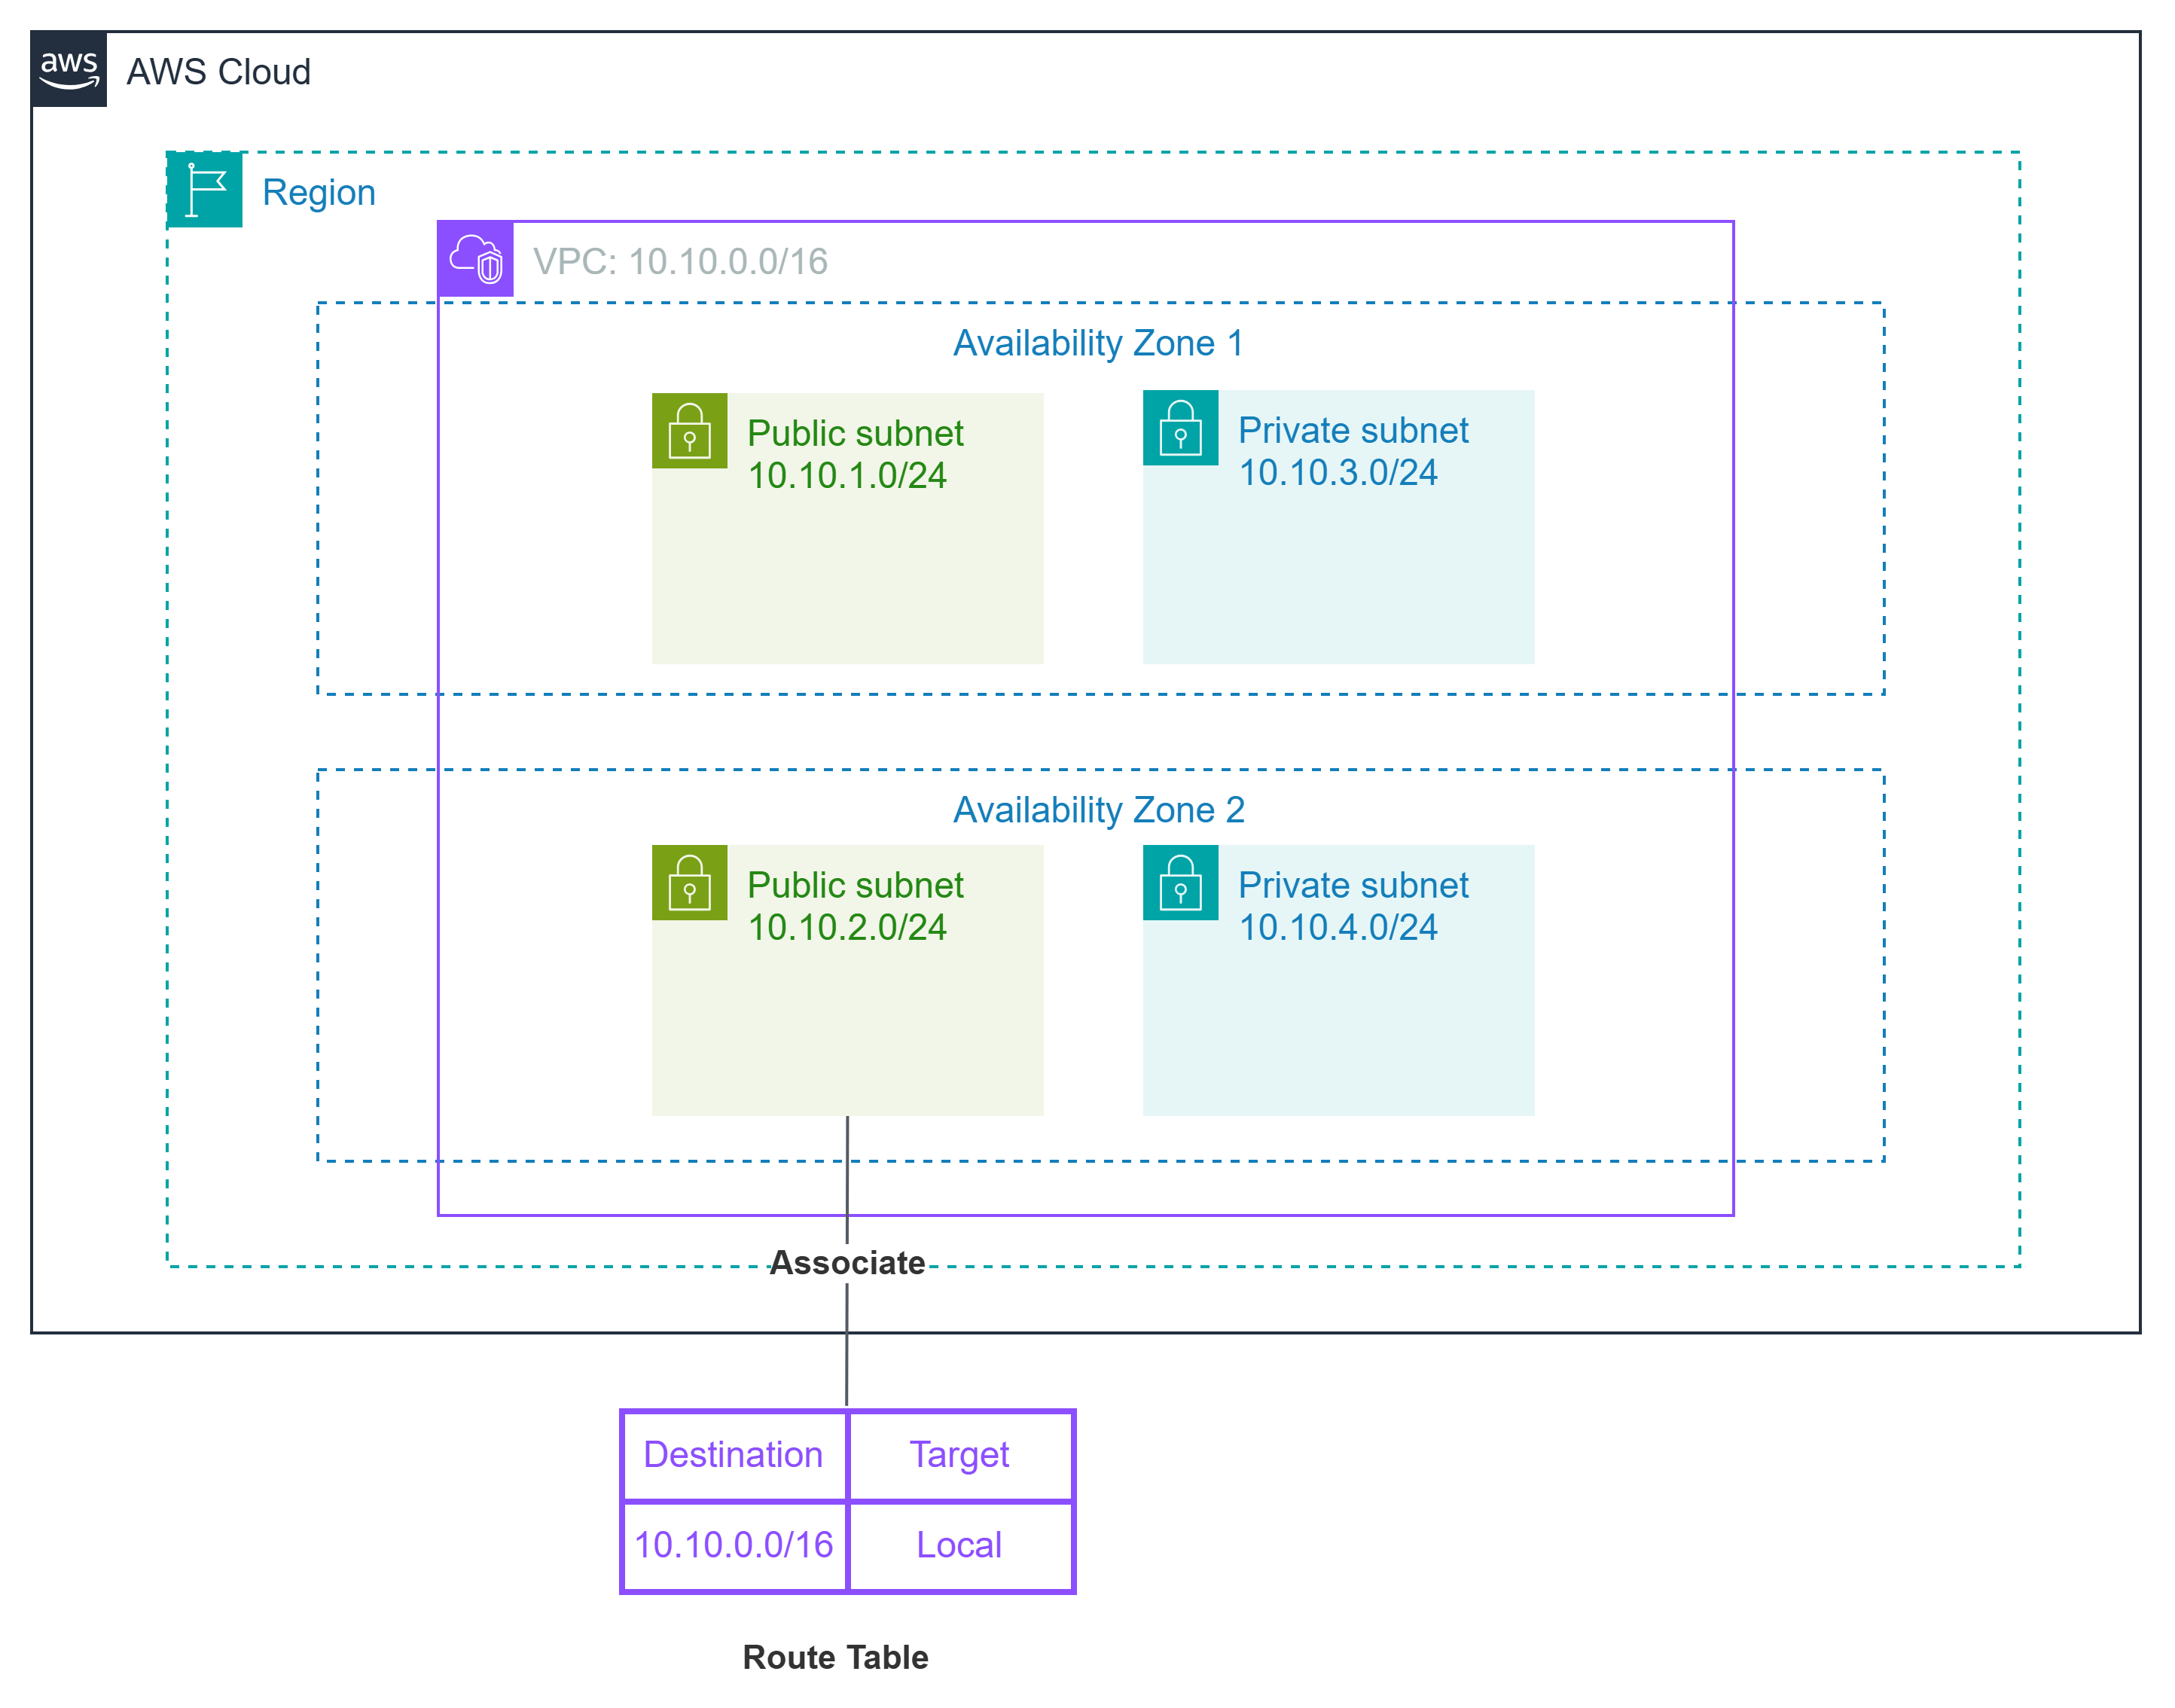 aws
AWS Cloud
Region
VPC: 10.10.0.0/16
Availability Zone 1
Public subnet
10.10.1.0/24
Private subnet
10.10.3.0/24
Availability Zone 2
Public subnet
10.10.2.0/24
Private subnet
10.10.4.0/24
Associate
Destination
Target
10.10.0.0/16
Local
Route Table